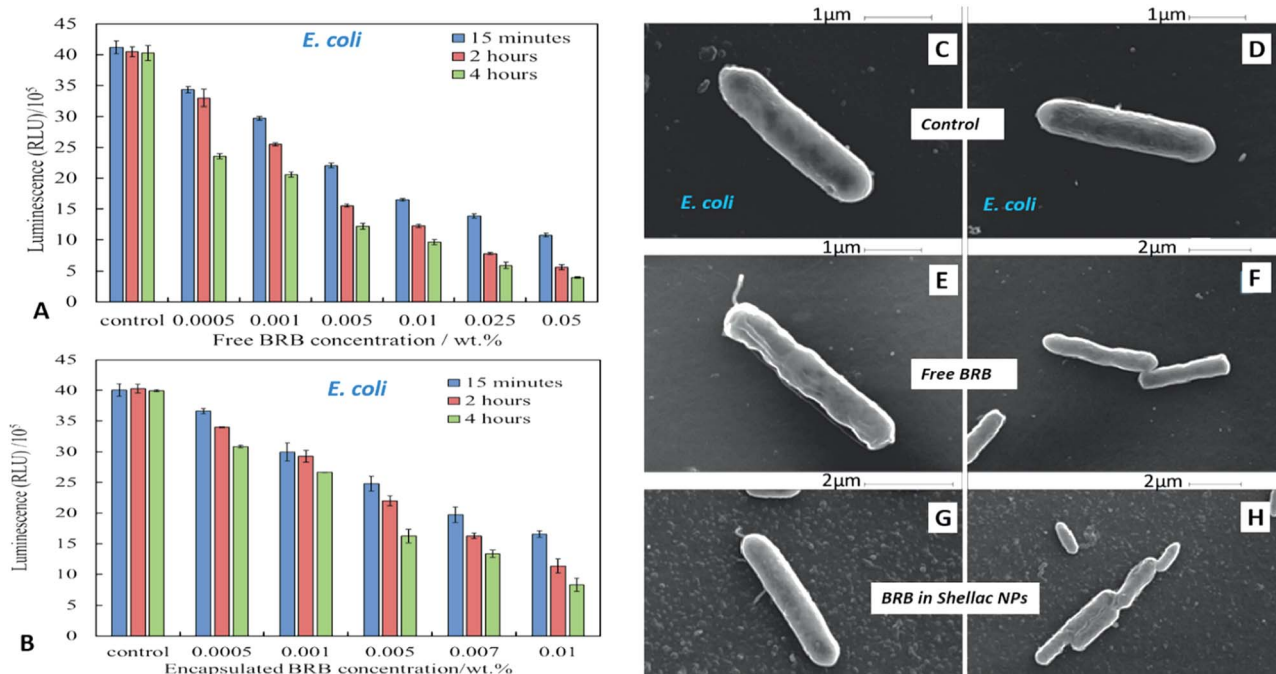 45
40
35
30
25
20
15
10
5
0
Luminescence (RLU)/10⁵
E. coli
15 minutes
2 hours
4 hours
A
control 0.0005 0.001 0.005 0.01 0.025 0.05
Free BRB concentration / wt.%
45
40
35
30
25
20
15
10
5
0
Luminescence (RLU) /10⁵
E. coli
15 minutes
2 hours
4 hours
B
control 0.0005 0.001 0.005 0.007 0.01
Encapsulated BRB concentration/wt.%
1μm
1μm
C
D
Control
E. coli
E. coli
1μm
2μm
E
F
Free BRB
2μm
2μm
G
H
BRB in Shellac NPs